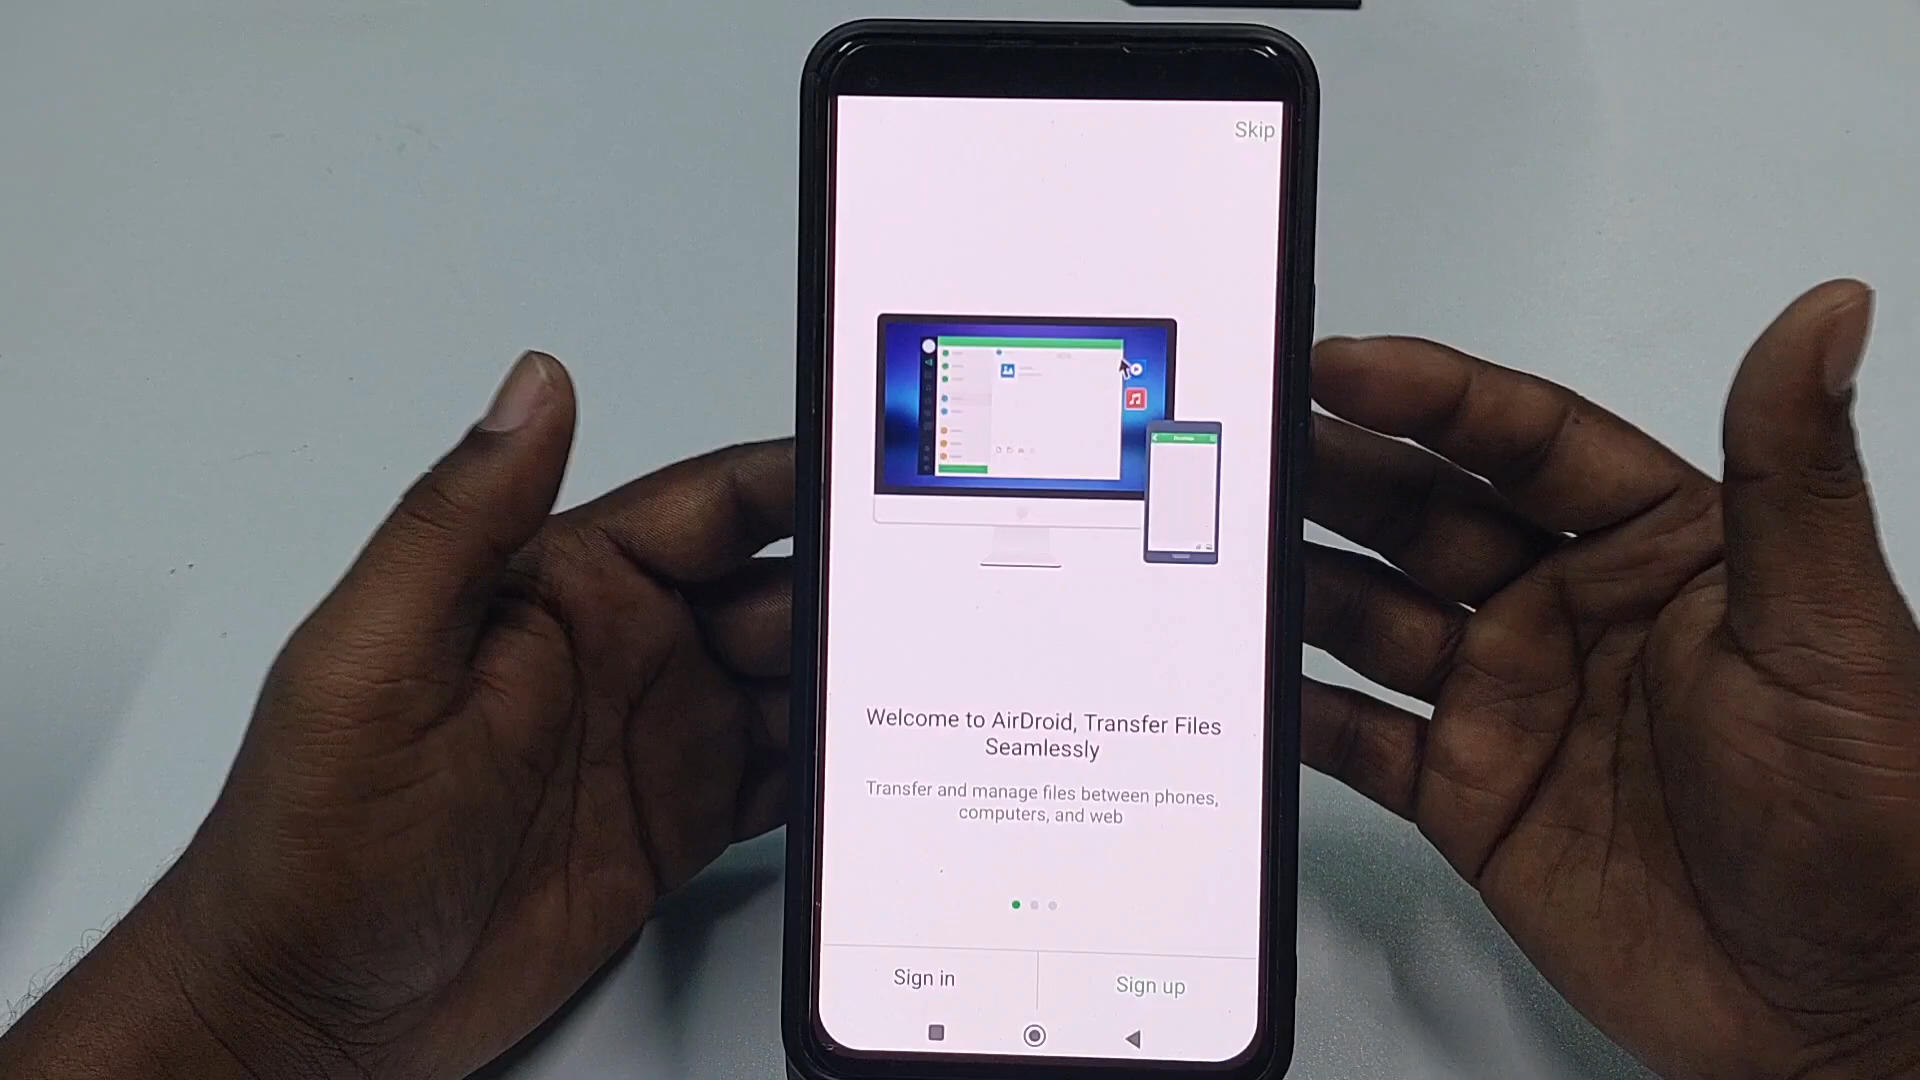 Skip
Welcome to AirDroid, Transfer Files
Seamlessly
Transfer and manage files between phones,
computers, and web
Sign in
Sign up